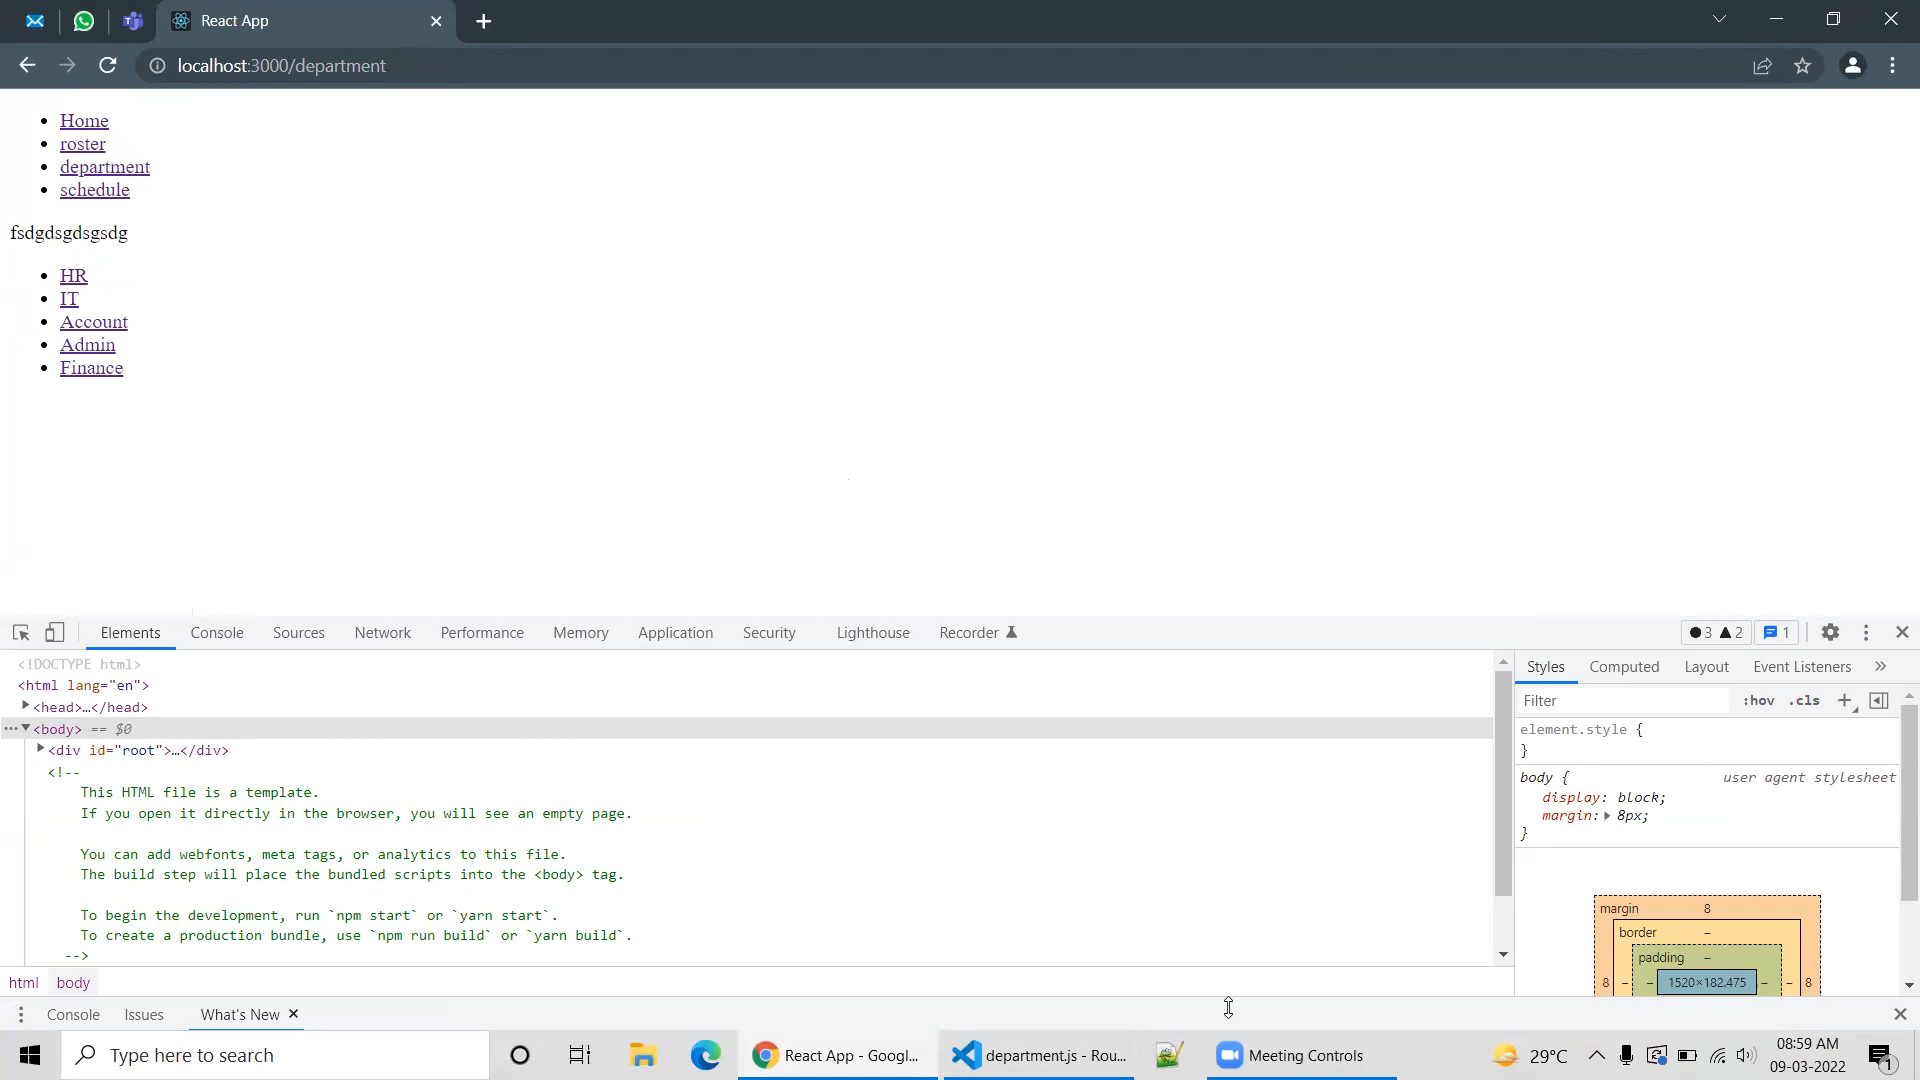 React App
localhost:3000/department
Home
roster
department
schedule
fsdgdsgdsgsdg
HR
IT
Account
Admin
Finance
Elements Console Sources Network Performance Memory Application Security Lighthouse Recorder 3 2 1
<!DOCTYPE html>
<html lang="en">
<head>…</head>
<body> == $0
<div id="root">…</div>
<!--
This HTML file is a template.
If you open it directly in the browser, you will see an empty page.
You can add webfonts, meta tags, or analytics to this file.
The build step will place the bundled scripts into the <body> tag.
To begin the development, run `npm start` or `yarn start`.
To create a production bundle, use `npm run build` or `yarn build`.
-->
html body
Styles Computed Layout Event Listeners
Filter :hov .cls
element.style {
}
body { user agent stylesheet
display: block;
margin: 8px;
}
margin 8
border –
padding –
8 – – 1520×182.475 – – 8
Console Issues What's New
Type here to search
React App - Googl...
department.js - Rou...
Meeting Controls
29°C
08:59 AM
09-03-2022
1